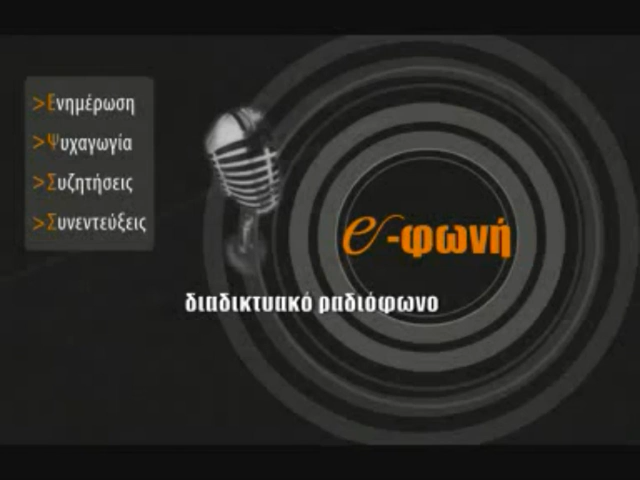 >Ενημέρωση
>Ψυχαγωγία
>Συζητήσεις
>Συνεντεύξεις
e-φωνή
διαδικτυακό ραδιόφωνο